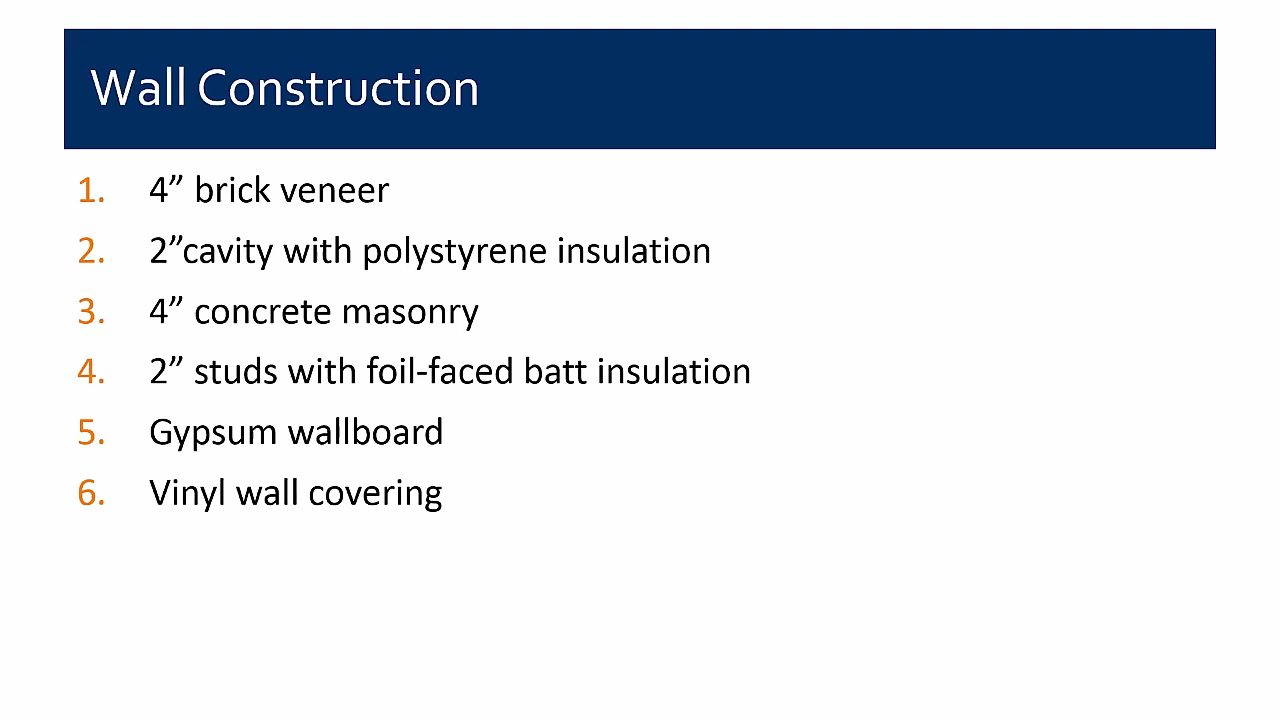 Wall Construction
1. 4” brick veneer
2. 2”cavity with polystyrene insulation
3. 4” concrete masonry
4. 2” studs with foil-faced batt insulation
5. Gypsum wallboard
6. Vinyl wall covering